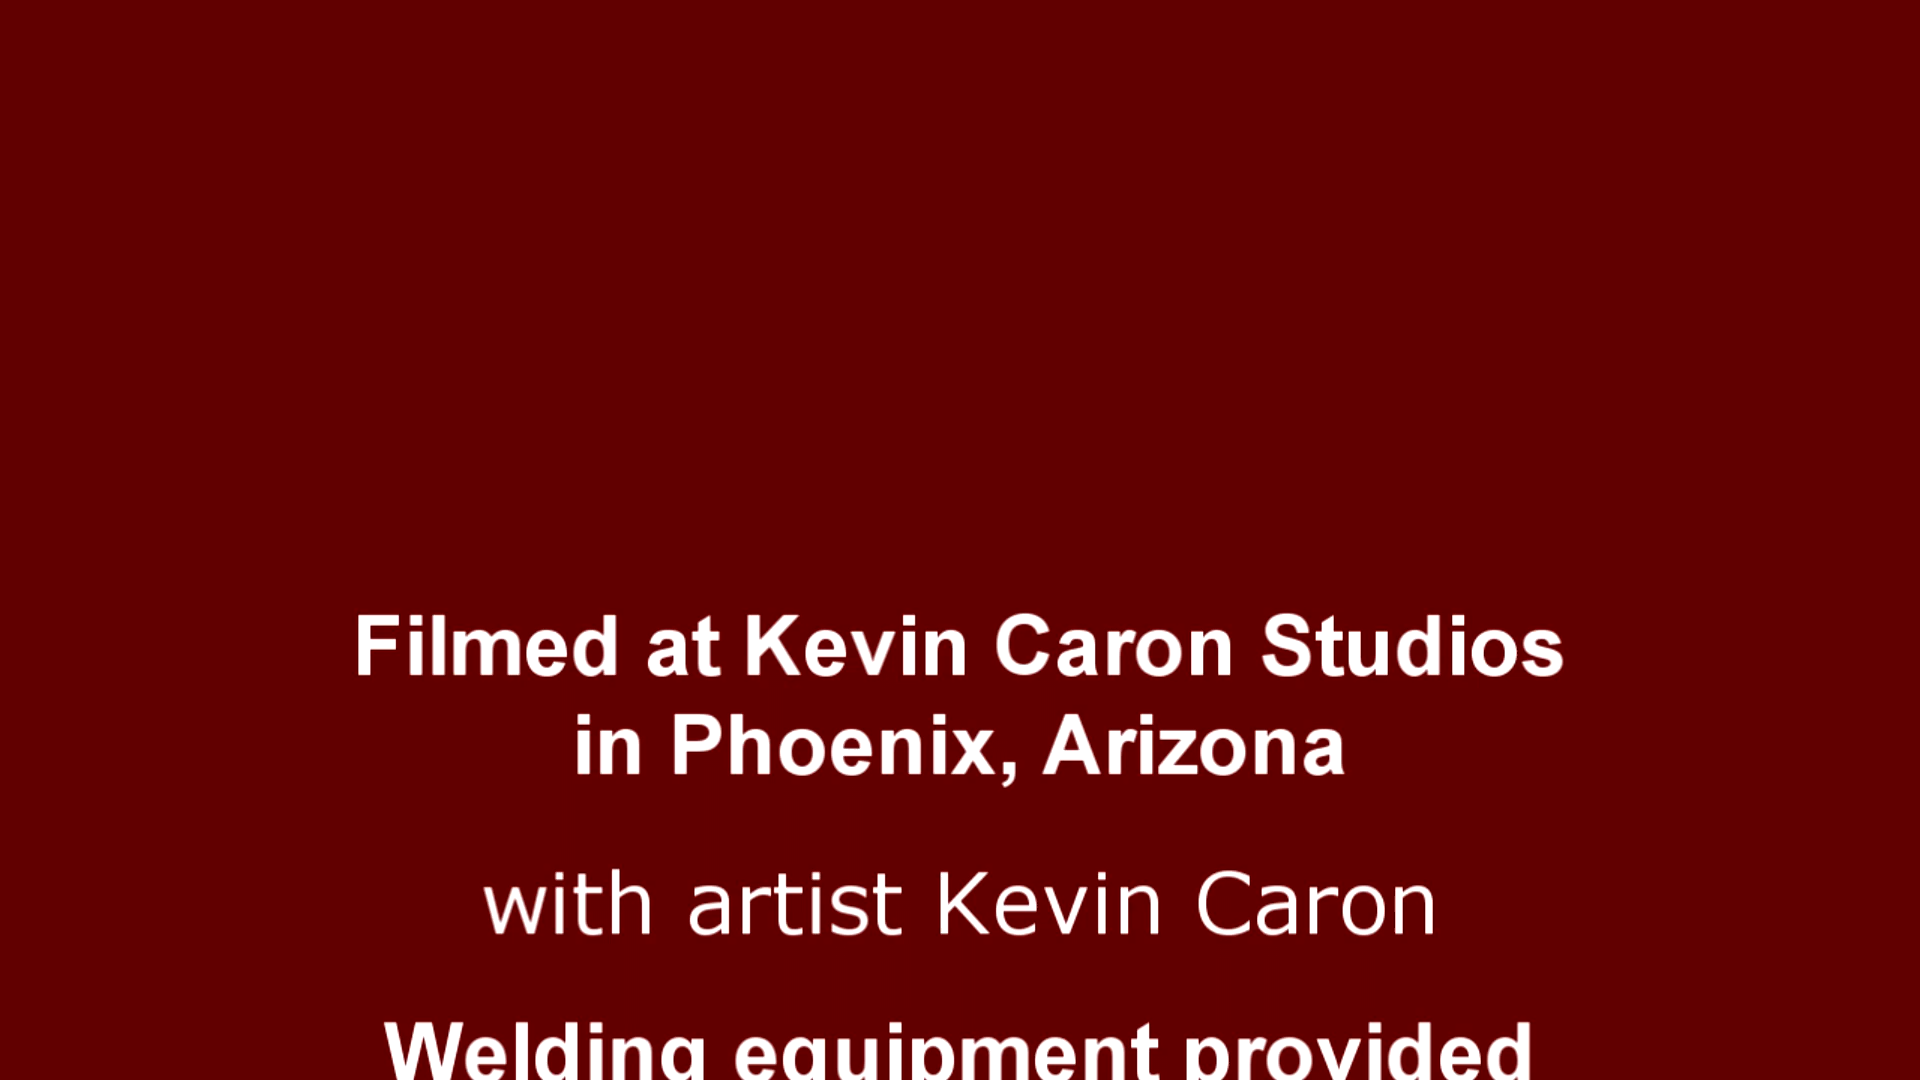 Filmed at Kevin Caron Studios
in Phoenix, Arizona
with artist Kevin Caron
Welding equipment provided